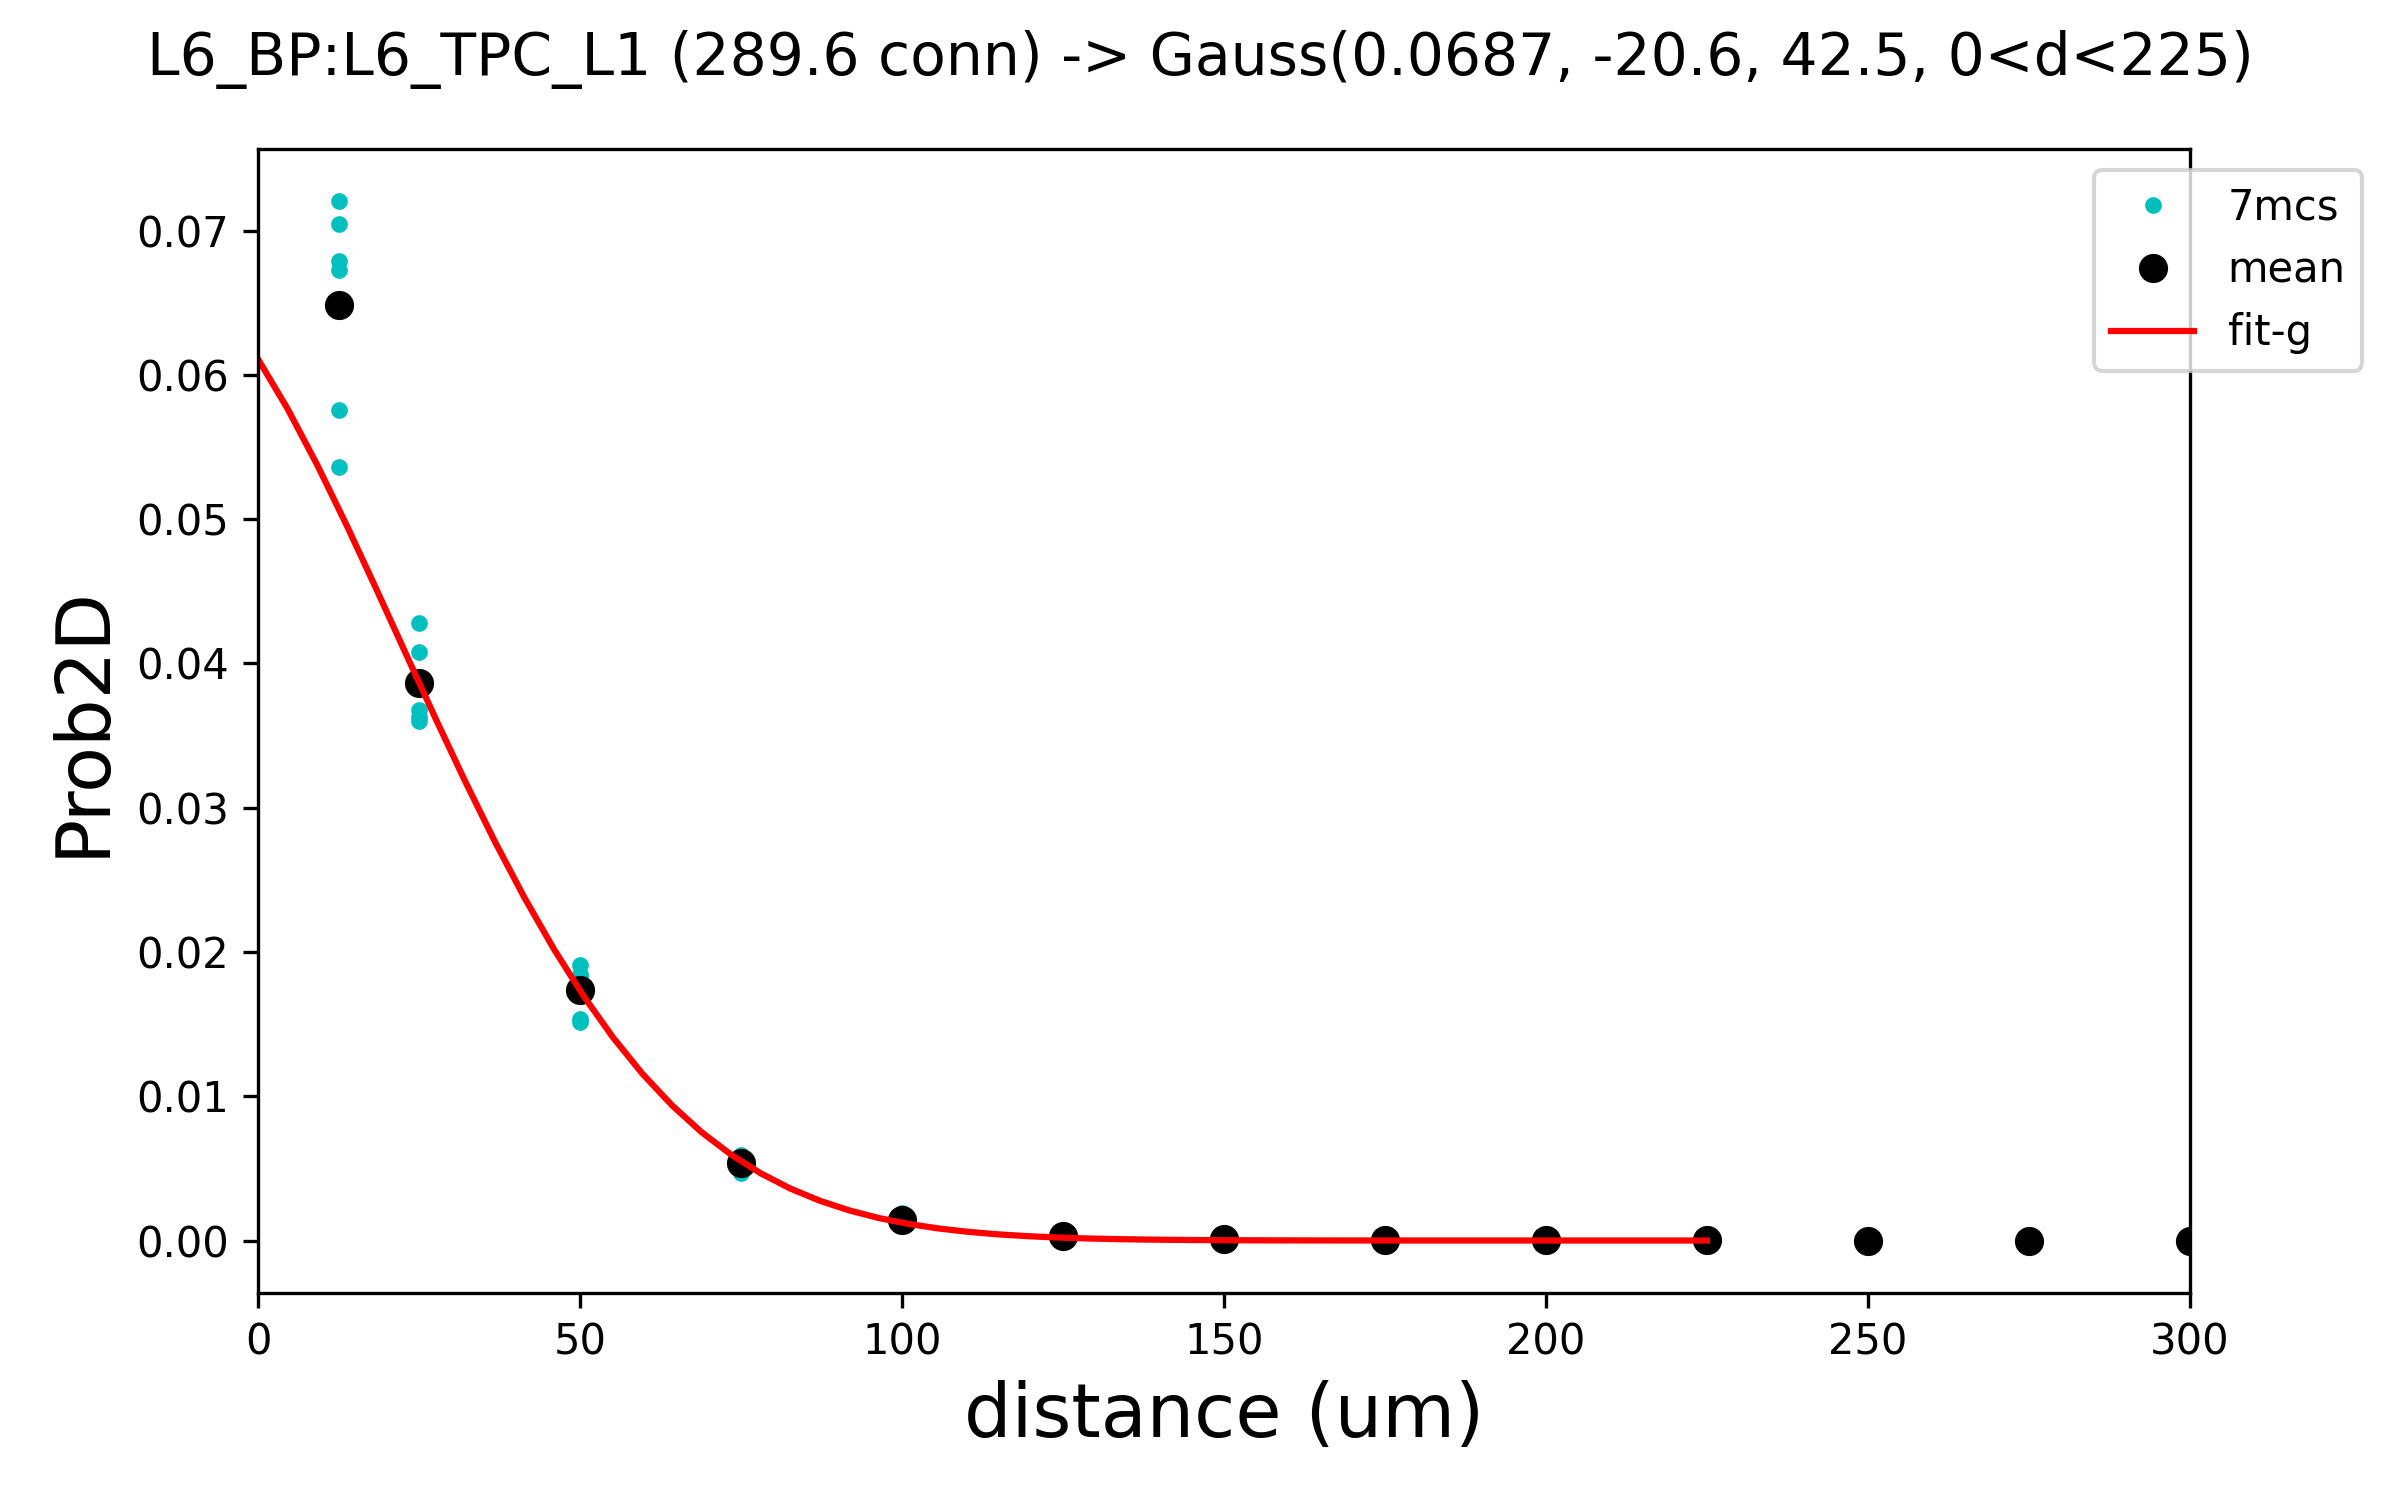 L6_BP:L6_TPC_L1 (289.6 conn) -> Gauss(0.0687, -20.6, 42.5, 0<d<225)
7mcs
mean
fit-g
Prob2D
0.07
0.06
0.05
0.04
0.03
0.02
0.01
0.00
0 50 100 150 200 250 300
distance (um)